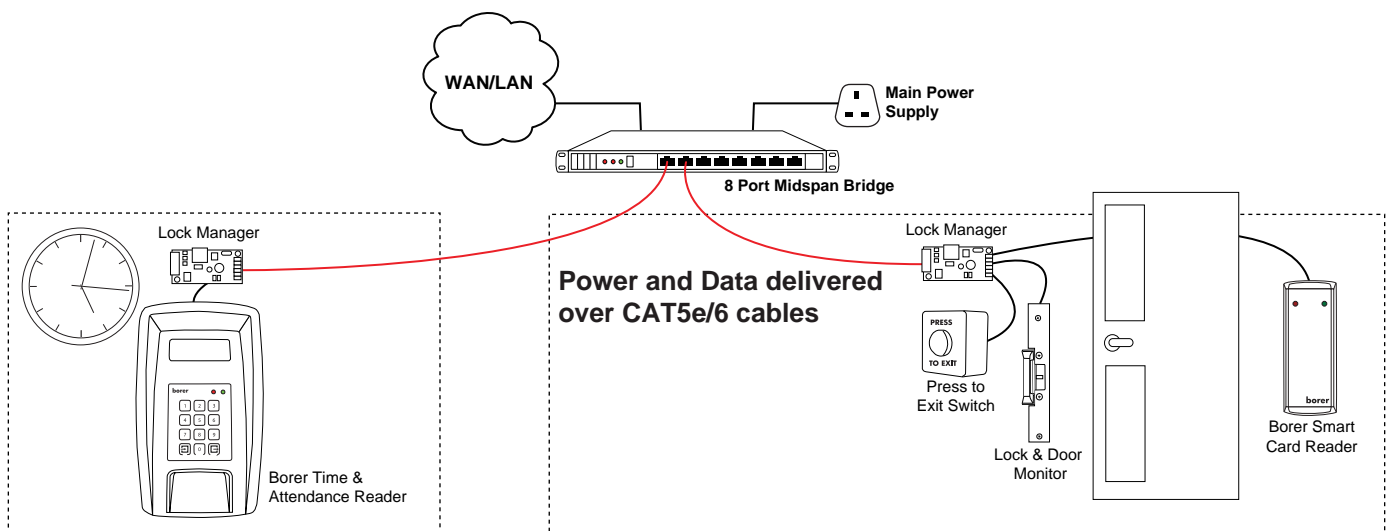 WAN/LAN
Main Power
Supply
8 Port Midspan Bridge
Lock Manager
borer
1 2 3
4 5 6
7 8 9
0
Borer Time &
Attendance Reader
Power and Data delivered
over CAT5e/6 cables
Lock Manager
PRESS
TO EXIT
Press to
Exit Switch
Lock & Door
Monitor
borer
Borer Smart
Card Reader